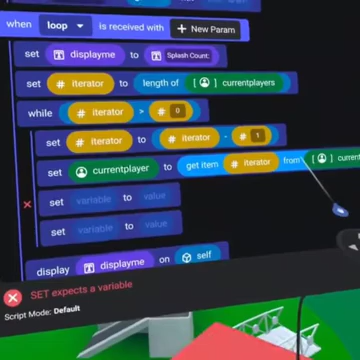 when loop is received with + New Param
set displayme to Splash Count:
set # iterator to length of [ ] currentplayers
while # iterator > # 0
set # iterator to # iterator - # 1
set currentplayer to get item # iterator from [ ]
set variable to value
set variable to value
display displayme on self
SET expects a variable
Script Mode: Default